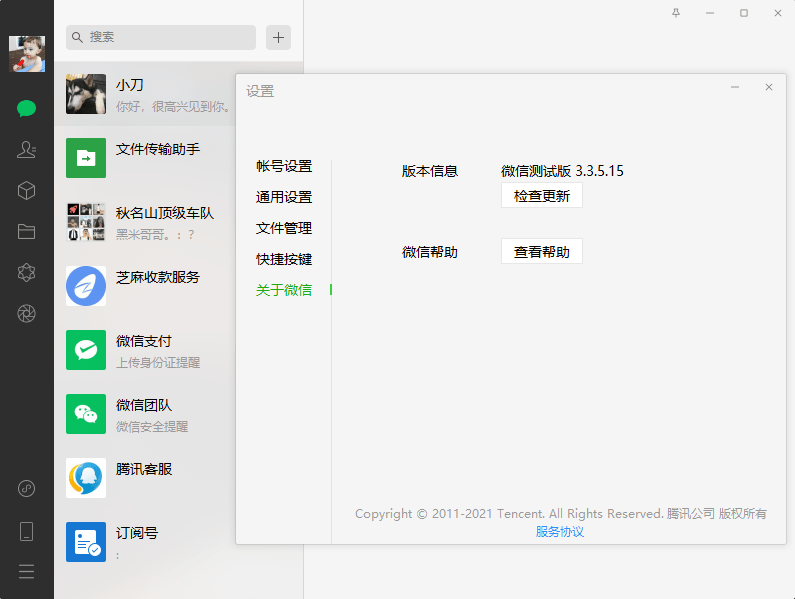 搜索
小刀
你好，很高兴见到你。
文件传输助手
秋名山顶级车队
黑米哥哥。：？
芝麻收款服务
微信支付
上传身份证提醒
微信团队
微信安全提醒
腾讯客服
订阅号
:
设置
帐号设置
通用设置
文件管理
快捷按键
关于微信
版本信息
微信测试版 3.3.5.15
检查更新
微信帮助
查看帮助
Copyright © 2011-2021 Tencent. All Rights Reserved. 腾讯公司 版权所有
服务协议